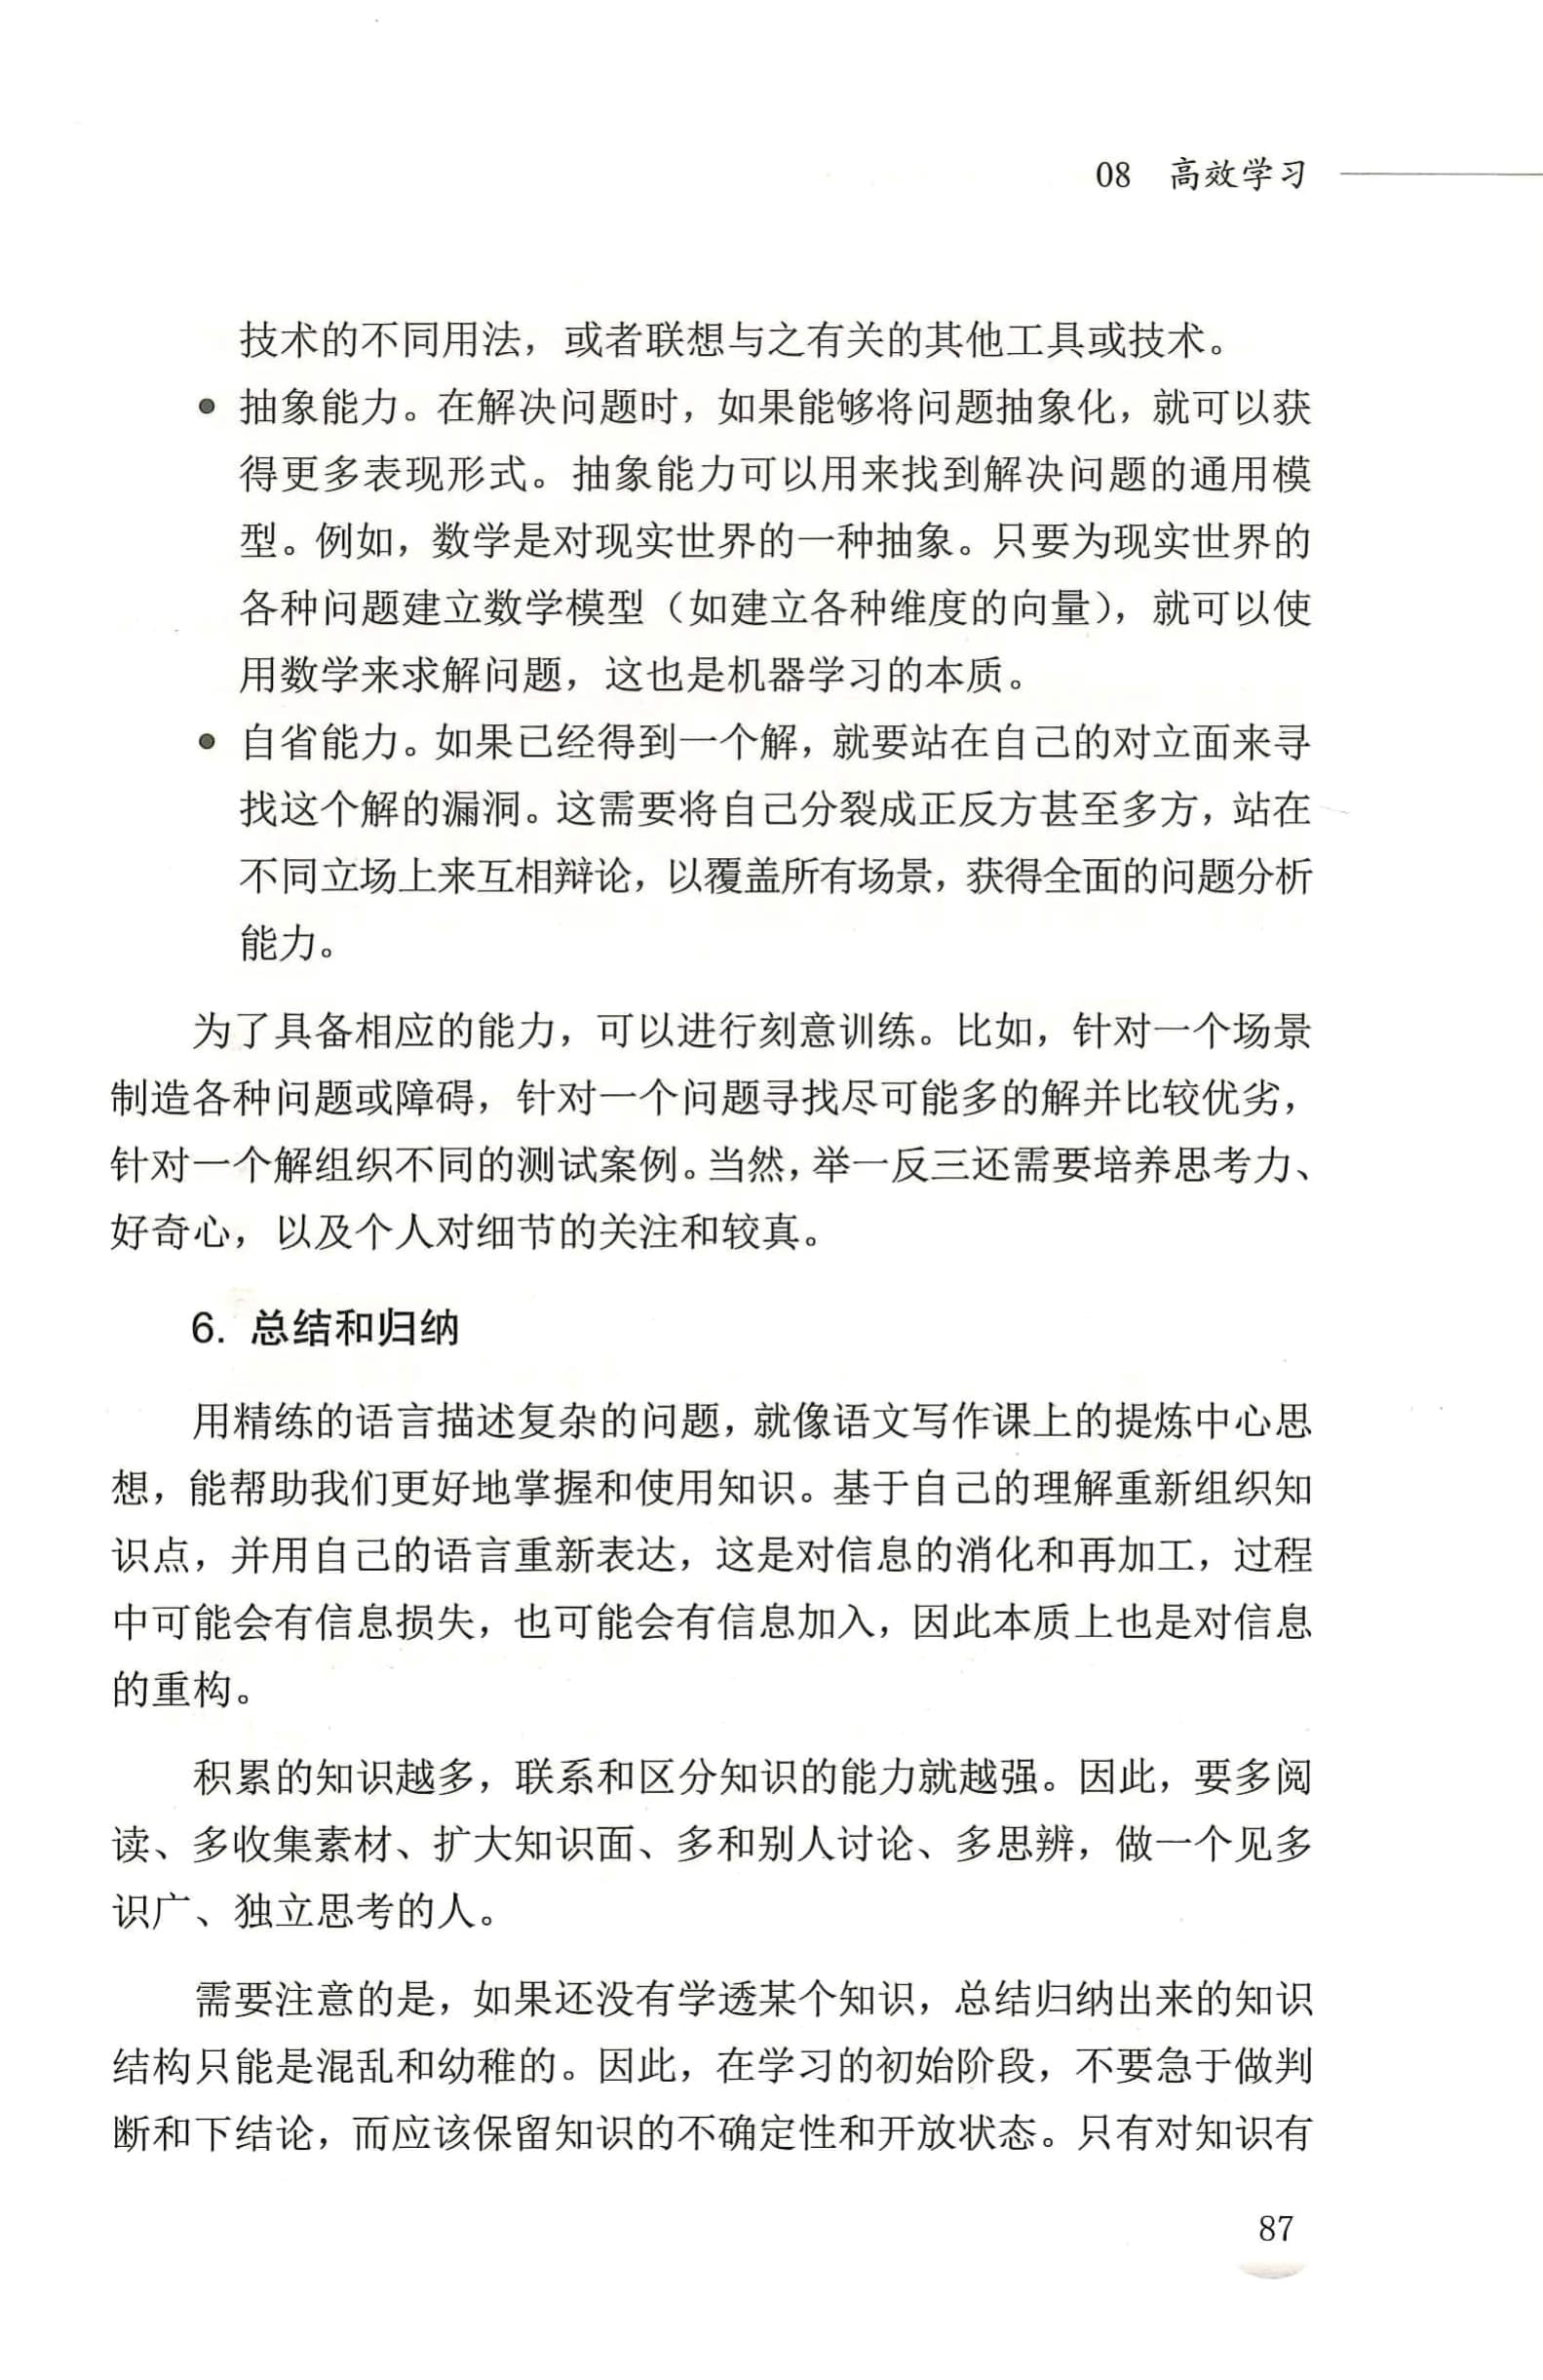 08 高效学习
技术的不同用法，或者联想与之有关的其他工具或技术。
● 抽象能力。在解决问题时，如果能够将问题抽象化，就可以获
得更多表现形式。抽象能力可以用来找到解决问题的通用模
型。例如，数学是对现实世界的一种抽象。只要为现实世界的
各种问题建立数学模型（如建立各种维度的向量），就可以使
用数学来求解问题，这也是机器学习的本质。
● 自省能力。如果已经得到一个解，就要站在自己的对立面来寻
找这个解的漏洞。这需要将自己分裂成正反方甚至多方，站在
不同立场上来互相辩论，以覆盖所有场景，获得全面的问题分析
能力。
为了具备相应的能力，可以进行刻意训练。比如，针对一个场景
制造各种问题或障碍，针对一个问题寻找尽可能多的解并比较优劣，
针对一个解组织不同的测试案例。当然，举一反三还需要培养思考力、
好奇心，以及个人对细节的关注和较真。
6. 总结和归纳
用精练的语言描述复杂的问题，就像语文写作课上的提炼中心思
想，能帮助我们更好地掌握和使用知识。基于自己的理解重新组织知
识点，并用自己的语言重新表达，这是对信息的消化和再加工，过程
中可能会有信息损失，也可能会有信息加入，因此本质上也是对信息
的重构。
积累的知识越多，联系和区分知识的能力就越强。因此，要多阅
读、多收集素材、扩大知识面、多和别人讨论、多思辨，做一个见多
识广、独立思考的人。
需要注意的是，如果还没有学透某个知识，总结归纳出来的知识
结构只能是混乱和幼稚的。因此，在学习的初始阶段，不要急于做判
断和下结论，而应该保留知识的不确定性和开放状态。只有对知识有
87